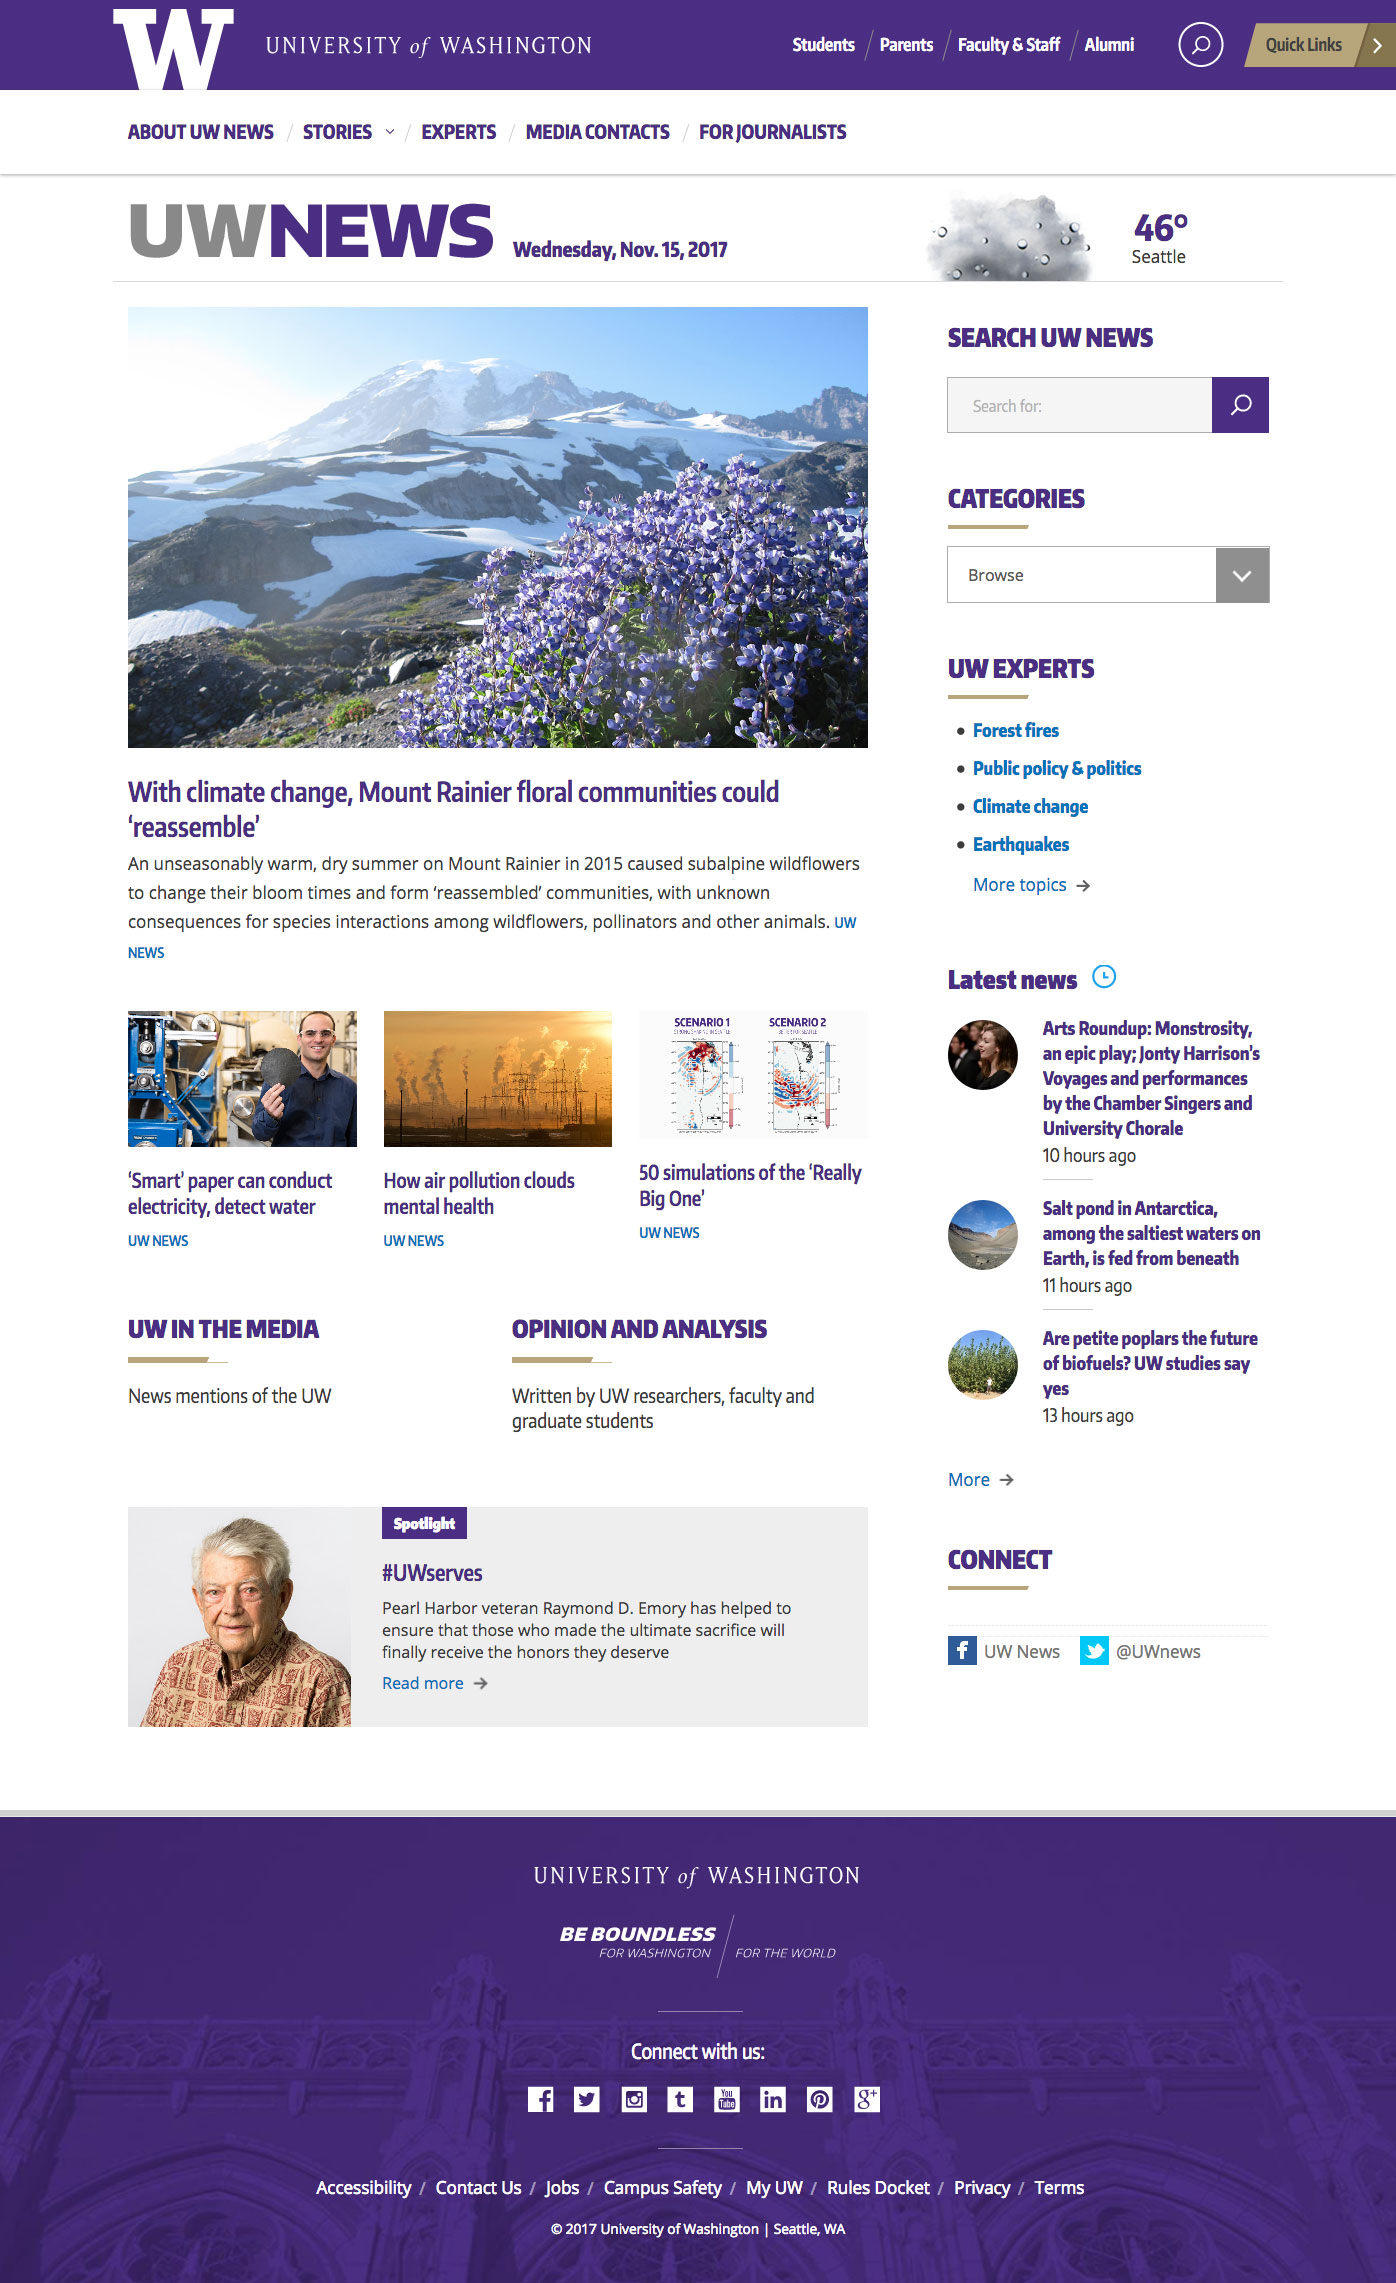 W UNIVERSITY of WASHINGTON
Students / Parents / Faculty & Staff / Alumni
Quick Links
ABOUT UW NEWS / STORIES / EXPERTS / MEDIA CONTACTS / FOR JOURNALISTS
UWNEWS Wednesday, Nov. 15, 2017
46°
Seattle
With climate change, Mount Rainier floral communities could
‘reassemble’
An unseasonably warm, dry summer on Mount Rainier in 2015 caused subalpine wildflowers
to change their bloom times and form ‘reassembled’ communities, with unknown
consequences for species interactions among wildflowers, pollinators and other animals. UW
NEWS
‘Smart’ paper can conduct
electricity, detect water
UW NEWS
How air pollution clouds
mental health
UW NEWS
SCENARIO 1
SCENARIO 2
50 simulations of the ‘Really
Big One’
UW NEWS
UW IN THE MEDIA
News mentions of the UW
OPINION AND ANALYSIS
Written by UW researchers, faculty and
graduate students
Spotlight
#UWserves
Pearl Harbor veteran Raymond D. Emory has helped to
ensure that those who made the ultimate sacrifice will
finally receive the honors they deserve
Read more
SEARCH UW NEWS
Search for:
CATEGORIES
Browse
UW EXPERTS
• Forest fires
• Public policy & politics
• Climate change
• Earthquakes
More topics
Latest news
Arts Roundup: Monstrosity,
an epic play; Jonty Harrison’s
Voyages and performances
by the Chamber Singers and
University Chorale
10 hours ago
Salt pond in Antarctica,
among the saltiest waters on
Earth, is fed from beneath
11 hours ago
Are petite poplars the future
of biofuels? UW studies say
yes
13 hours ago
More
CONNECT
UW News
@UWnews
UNIVERSITY of WASHINGTON
BE BOUNDLESS
FOR WASHINGTON / FOR THE WORLD
Connect with us:
You Tube in g+
Accessibility / Contact Us / Jobs / Campus Safety / My UW / Rules Docket / Privacy / Terms
© 2017 University of Washington | Seattle, WA